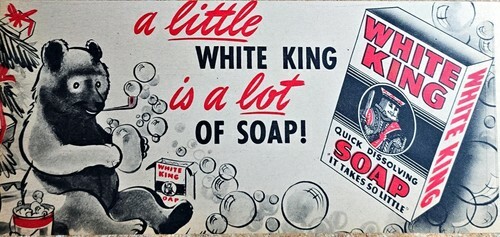 a little
WHITE KING
is a lot
OF SOAP!
WHITE
KING
SOAP
WHITE
KING
QUICK DISSOLVING
SOAP
"IT TAKES SO LITTLE"
WHITE KING